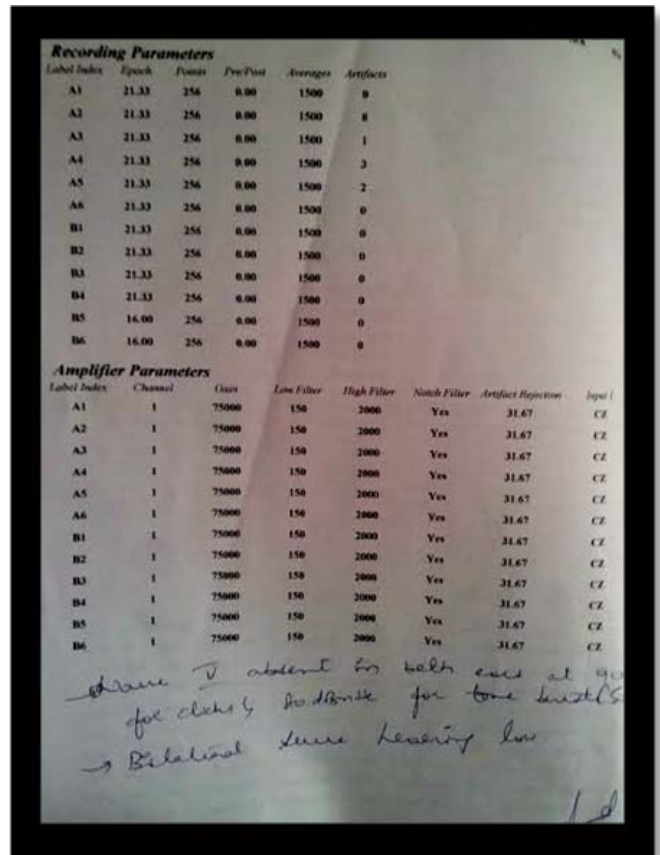 Recording Parameters
Label Index Epoch Points Pre/Post Averages Artifacts
A1 21.33 256 0.00 1500 0
A2 21.33 256 0.00 1500 8
A3 21.33 256 0.00 1500 1
A4 21.33 256 0.00 1500 3
A5 21.33 256 0.00 1500 2
A6 21.33 256 0.00 1500 0
B1 21.33 256 0.00 1500 0
B2 21.33 256 0.00 1500 0
B3 21.33 256 0.00 1500 0
B4 21.33 256 0.00 1500 0
B5 16.00 256 0.00 1500 0
B6 16.00 256 0.00 1500 0
Amplifier Parameters
Label Index Channel Gain Low Filter High Filter Notch Filter Artifact Rejection Input
A1 1 75000 150 2000 Yes 31.67 CZ
A2 1 75000 150 2000 Yes 31.67 CZ
A3 1 75000 150 2000 Yes 31.67 CZ
A4 1 75000 150 2000 Yes 31.67 CZ
A5 1 75000 150 2000 Yes 31.67 CZ
A6 1 75000 150 2000 Yes 31.67 CZ
B1 1 75000 150 2000 Yes 31.67 CZ
B2 1 75000 150 2000 Yes 31.67 CZ
B3 1 75000 150 2000 Yes 31.67 CZ
B4 1 75000 150 2000 Yes 31.67 CZ
B5 1 75000 150 2000 Yes 31.67 CZ
B6 1 75000 150 2000 Yes 31.67 CZ
V absent in both ears at
for clicks for tone
→ Bilateral hearing